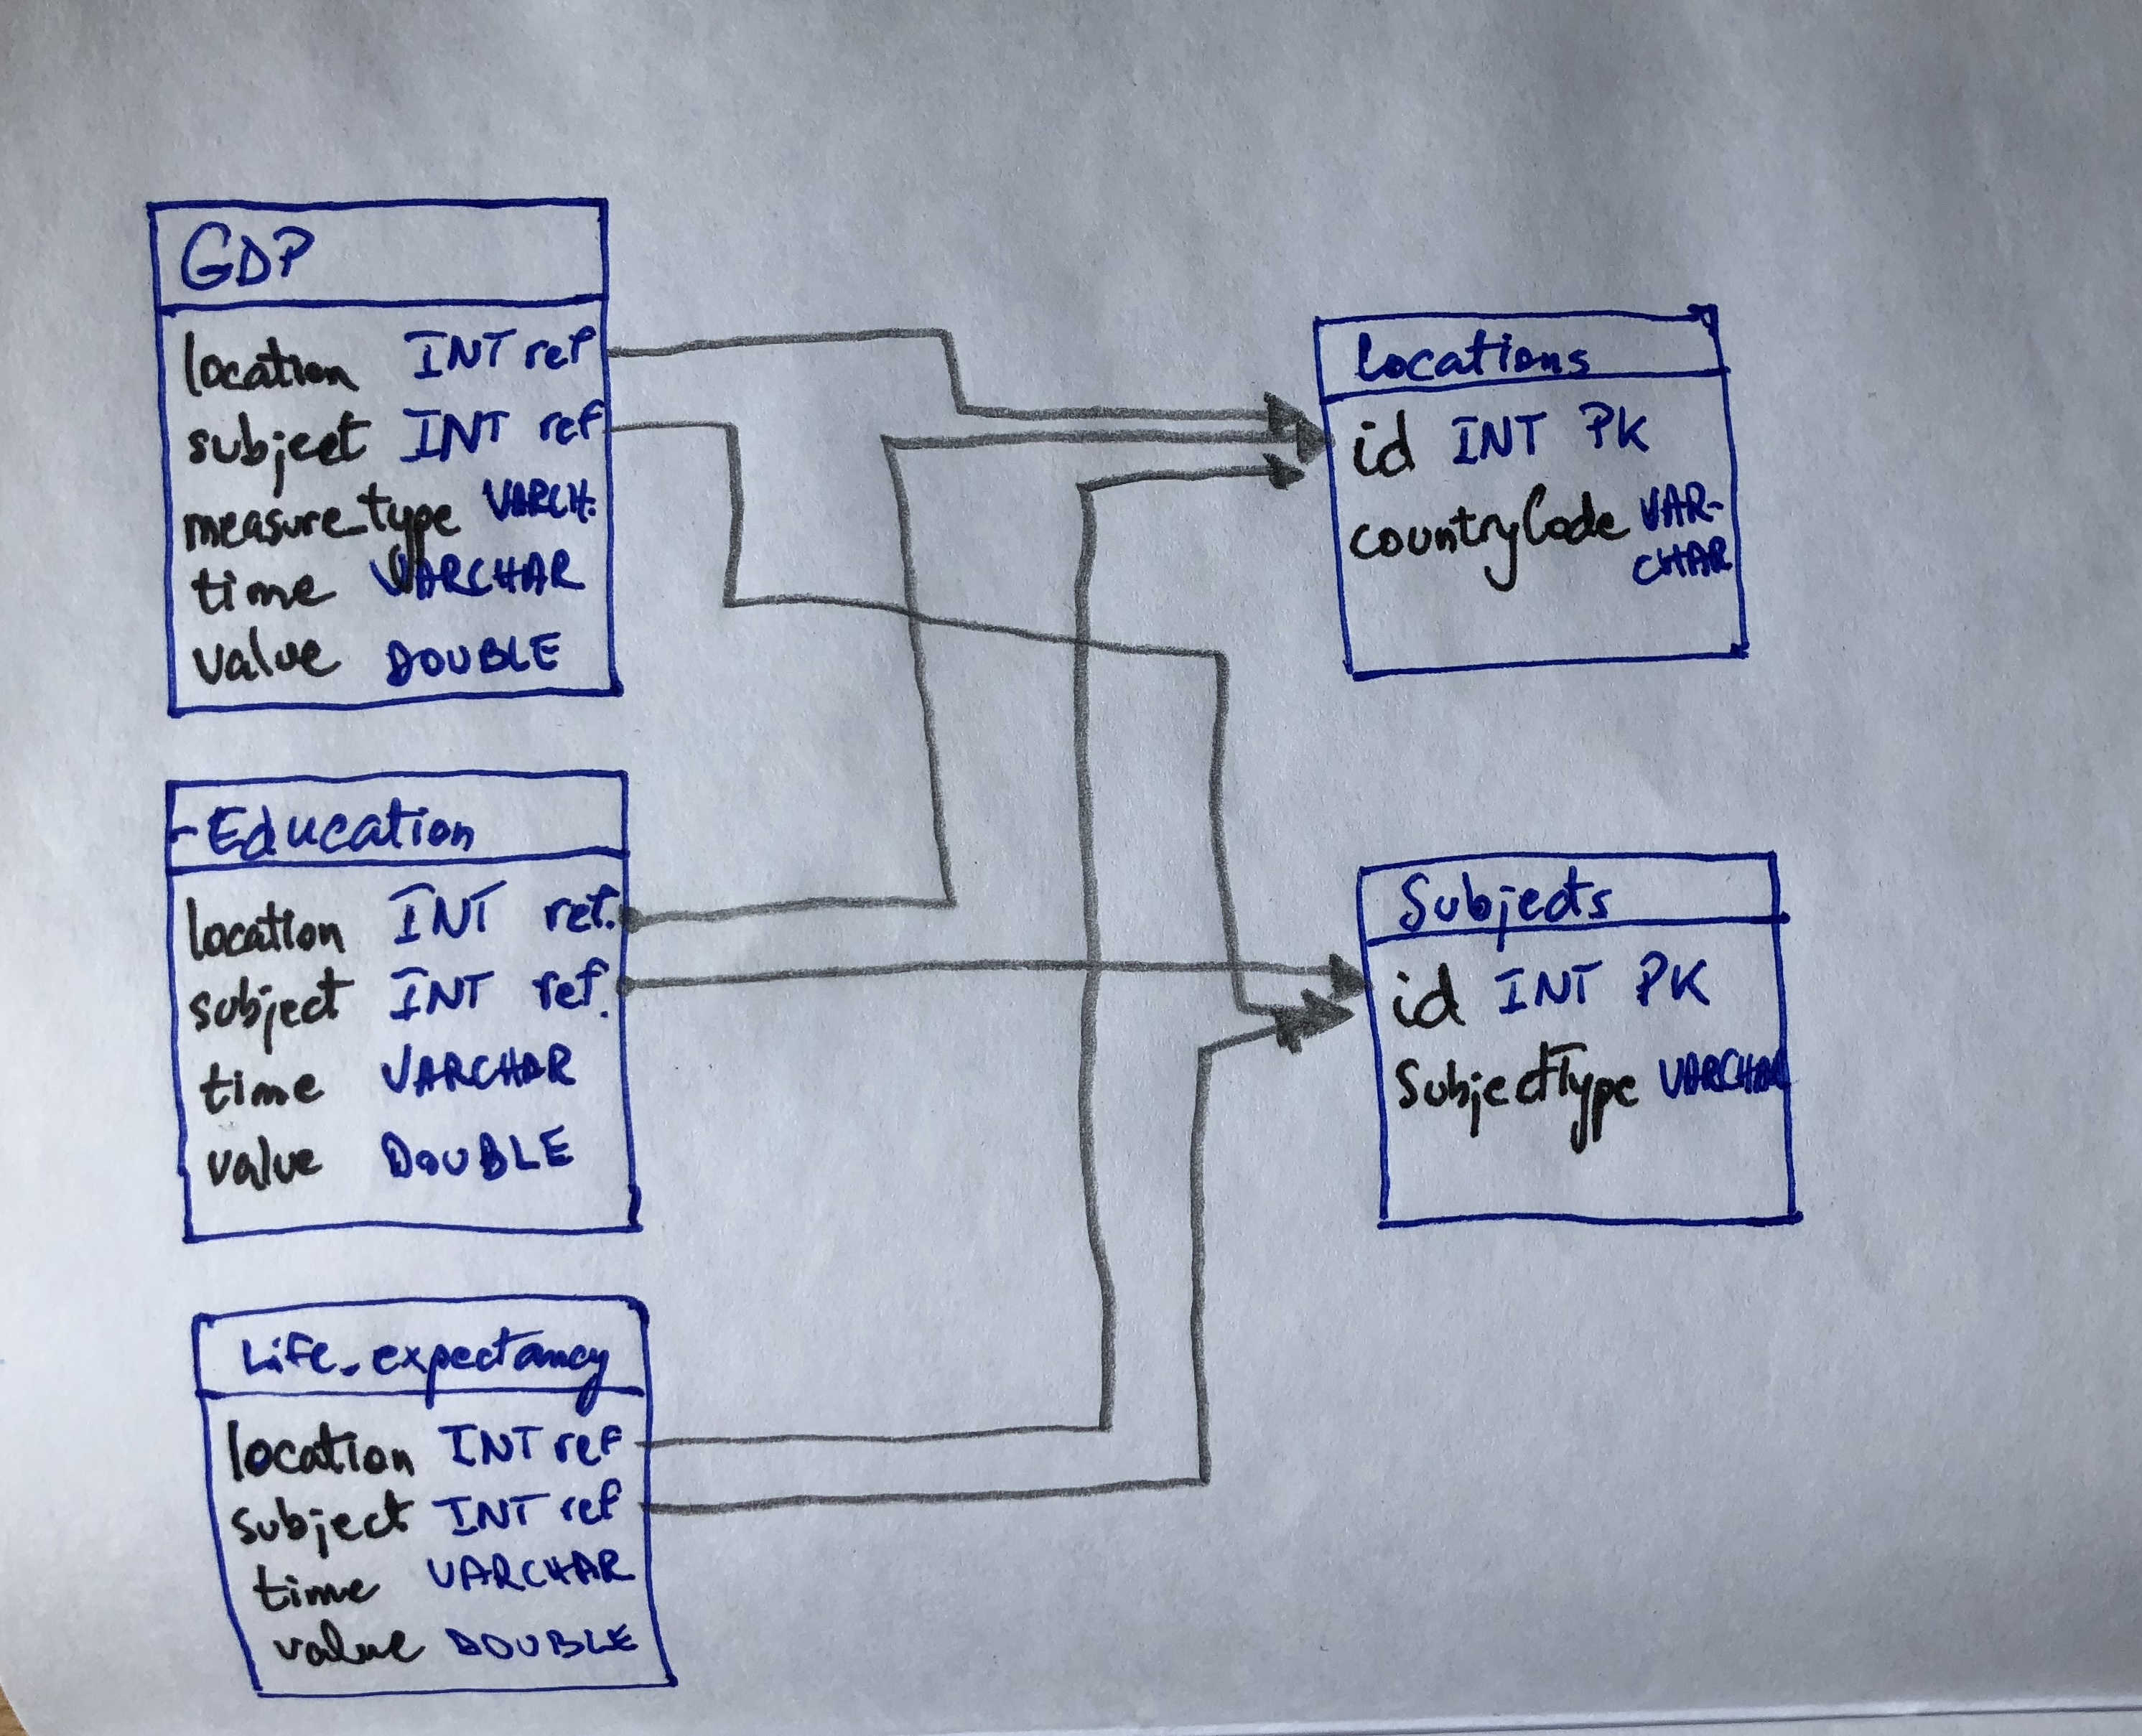 GDP
location INT ref
subject INT ref
measure_type VARCH.
time VARCHAR
value DOUBLE
Locations
id INT PK
countryCode VAR-
CHAR
Education
location INT ref.
subject INT ref.
time VARCHAR
value DOUBLE
Subjects
id INT PK
SubjectType VARCHAR
Life_expectancy
location INT ref
subject INT ref
time VARCHAR
value DOUBLE